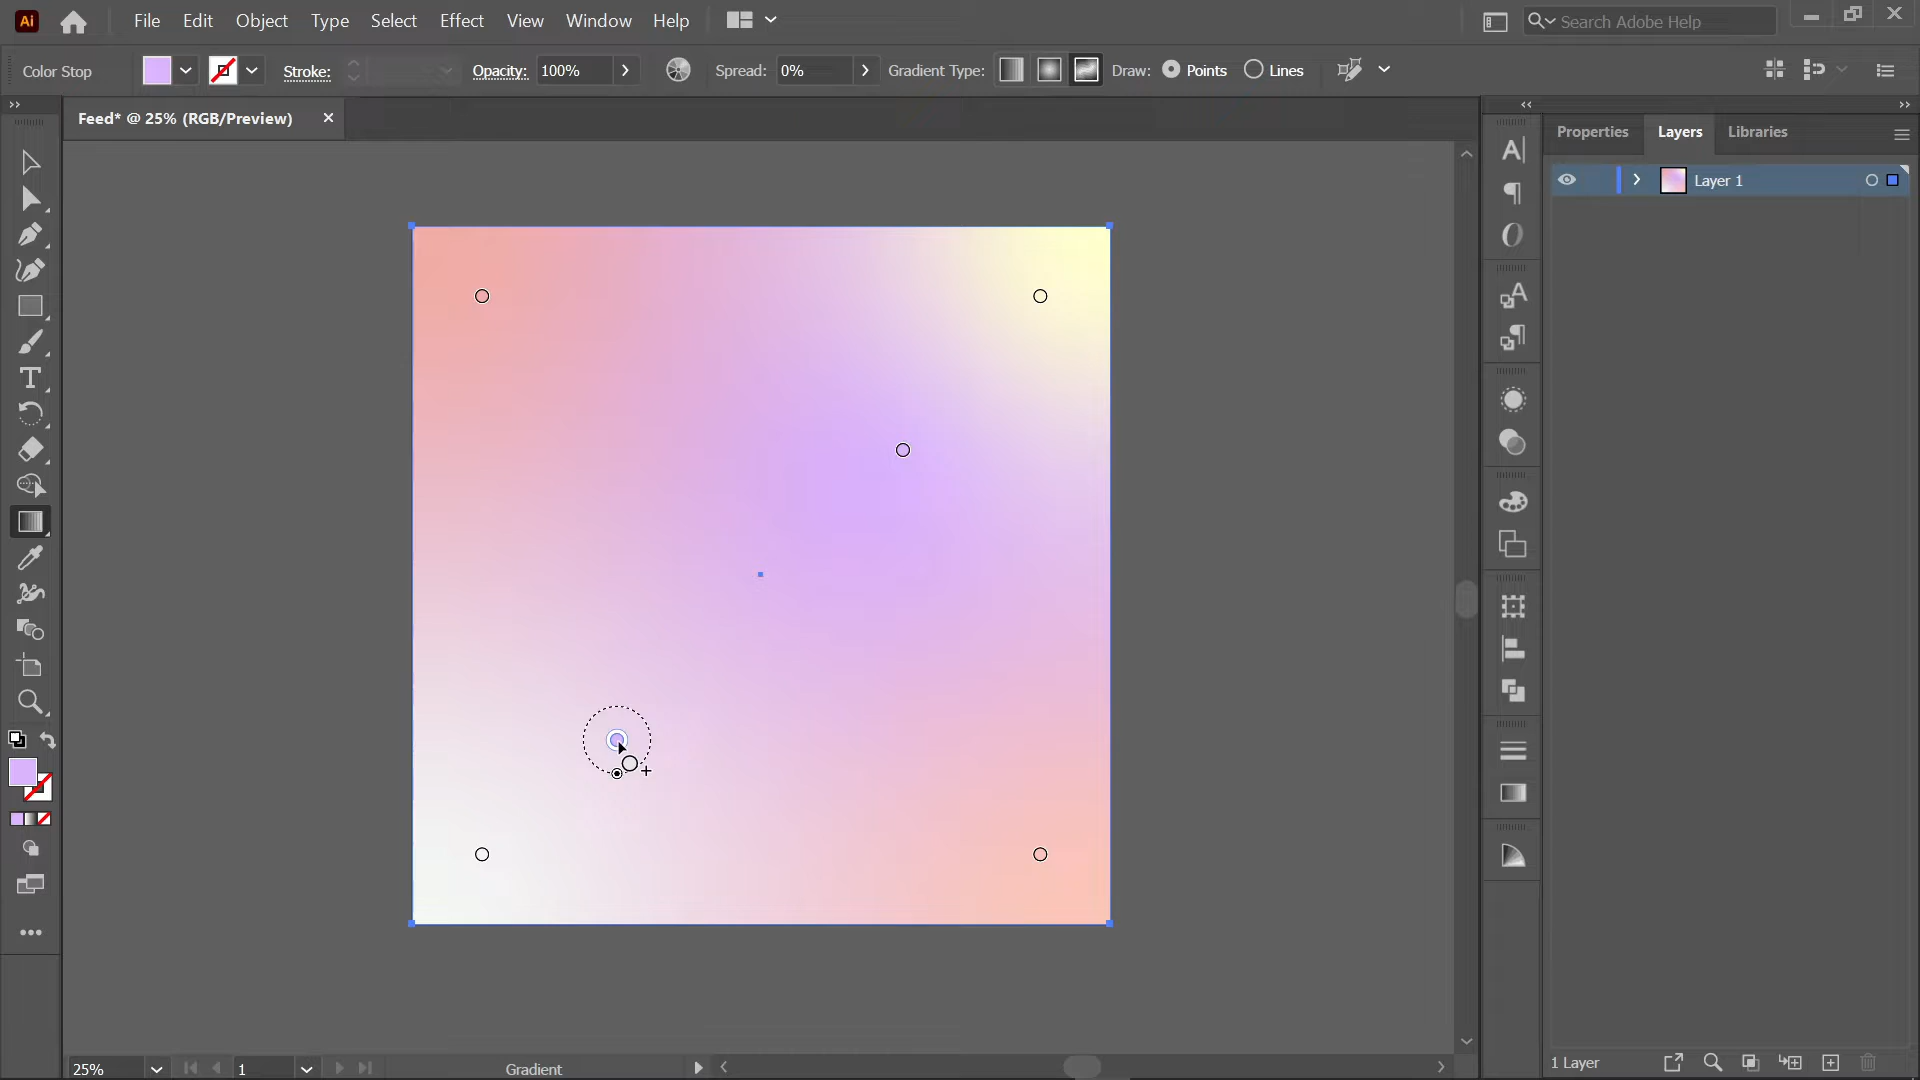 Ai File Edit Object Type Select Effect View Window Help Search Adobe Help
Color Stop Stroke: Opacity: 100% Spread: 0% Gradient Type: Draw: Points Lines
Feed* @ 25% (RGB/Preview)
Properties Layers Libraries
Layer 1
25% 1 Gradient
1 Layer